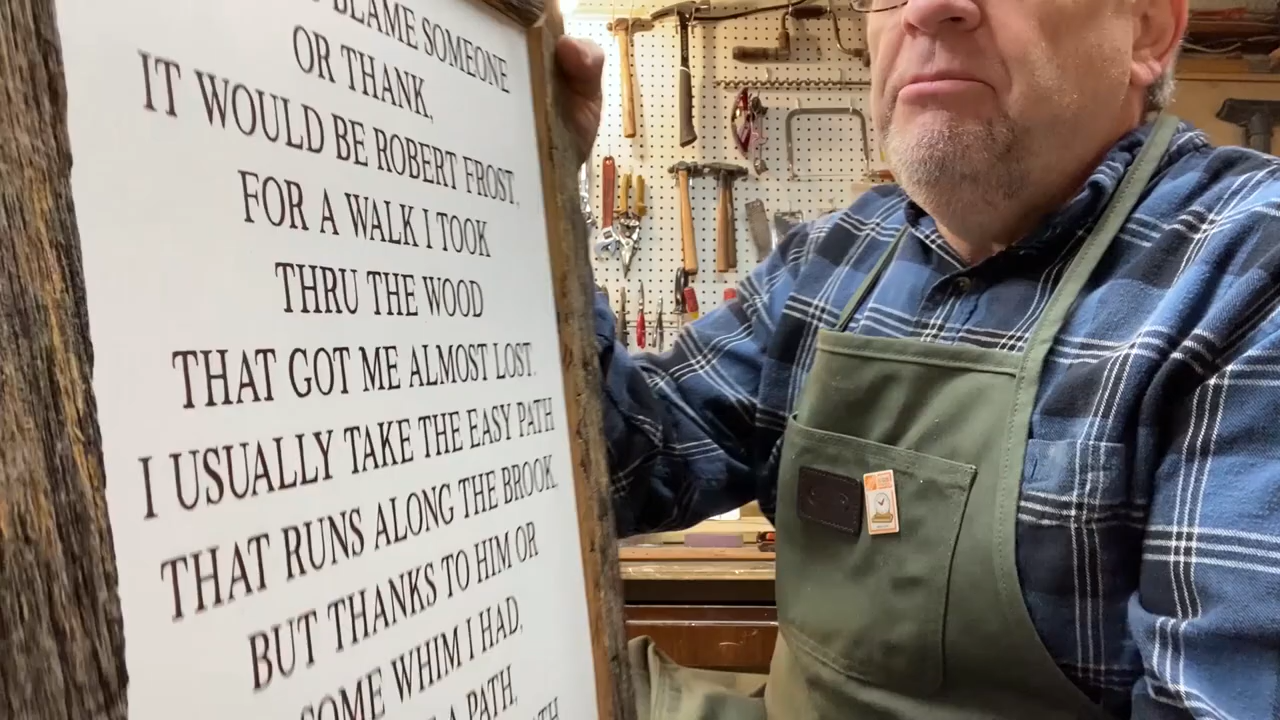 BLAME SOMEONE
OR THANK,
IT WOULD BE ROBERT FROST,
FOR A WALK I TOOK
THRU THE WOOD
THAT GOT ME ALMOST LOST.
I USUALLY TAKE THE EASY PATH
THAT RUNS ALONG THE BROOK.
BUT THANKS TO HIM OR
SOME WHIM I HAD,
A PATH,